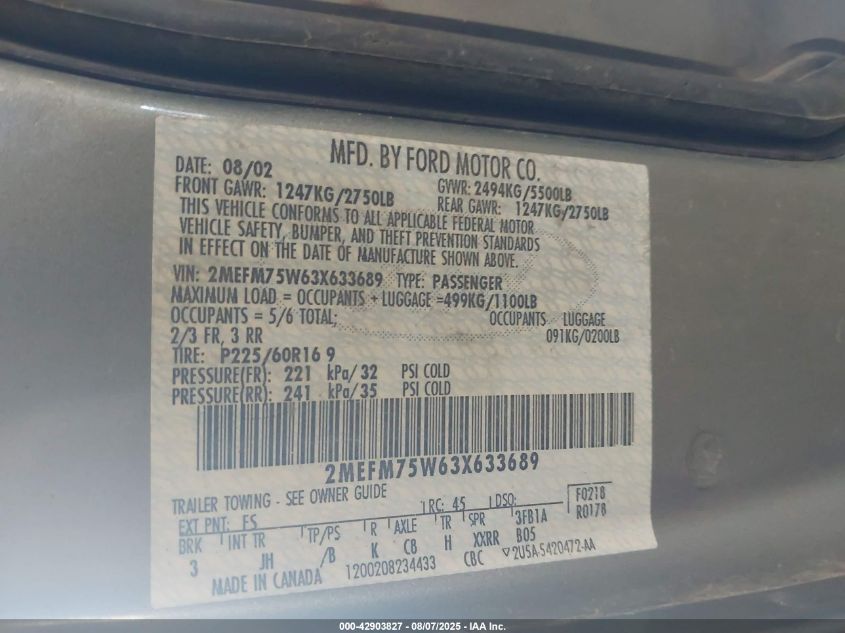 MFD. BY FORD MOTOR CO.
DATE: 08/02 GVWR: 2494KG/5500LB
FRONT GAWR: 1247KG/2750LB REAR GAWR: 1247KG/2750LB
THIS VEHICLE CONFORMS TO ALL APPLICABLE FEDERAL MOTOR
VEHICLE SAFETY, BUMPER, AND THEFT PREVENTION STANDARDS
IN EFFECT ON THE DATE OF MANUFACTURE SHOWN ABOVE.
VIN: 2MEFM75W63X633689 TYPE: PASSENGER
MAXIMUM LOAD = OCCUPANTS + LUGGAGE =499KG/1100LB
OCCUPANTS = 5/6 TOTAL; OCCUPANTS LUGGAGE
2/3 FR, 3 RR 091KG/0200LB
TIRE: P225/60R16 9
PRESSURE(FR): 221 kPa/32 PSI COLD
PRESSURE(RR): 241 kPa/35 PSI COLD
2MEFM75W63X633689
TRAILER TOWING - SEE OWNER GUIDE
EXT PNT: FS RC: 45 DSO: F0218
BRK INT TR TP/PS R AXLE TR SPR 3FB1A R0178
3 JH /B K CB H XXRR B05
MADE IN CANADA 1200208234433 CBC ▽2U5A-5420472-AA
000-42903827 - 08/07/2025 - IAA Inc.